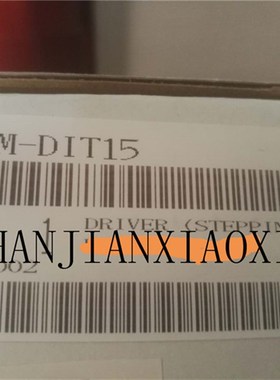 M-DIT15
1 DRIVER (STEPPIN
HANJIANXIAOXI
002